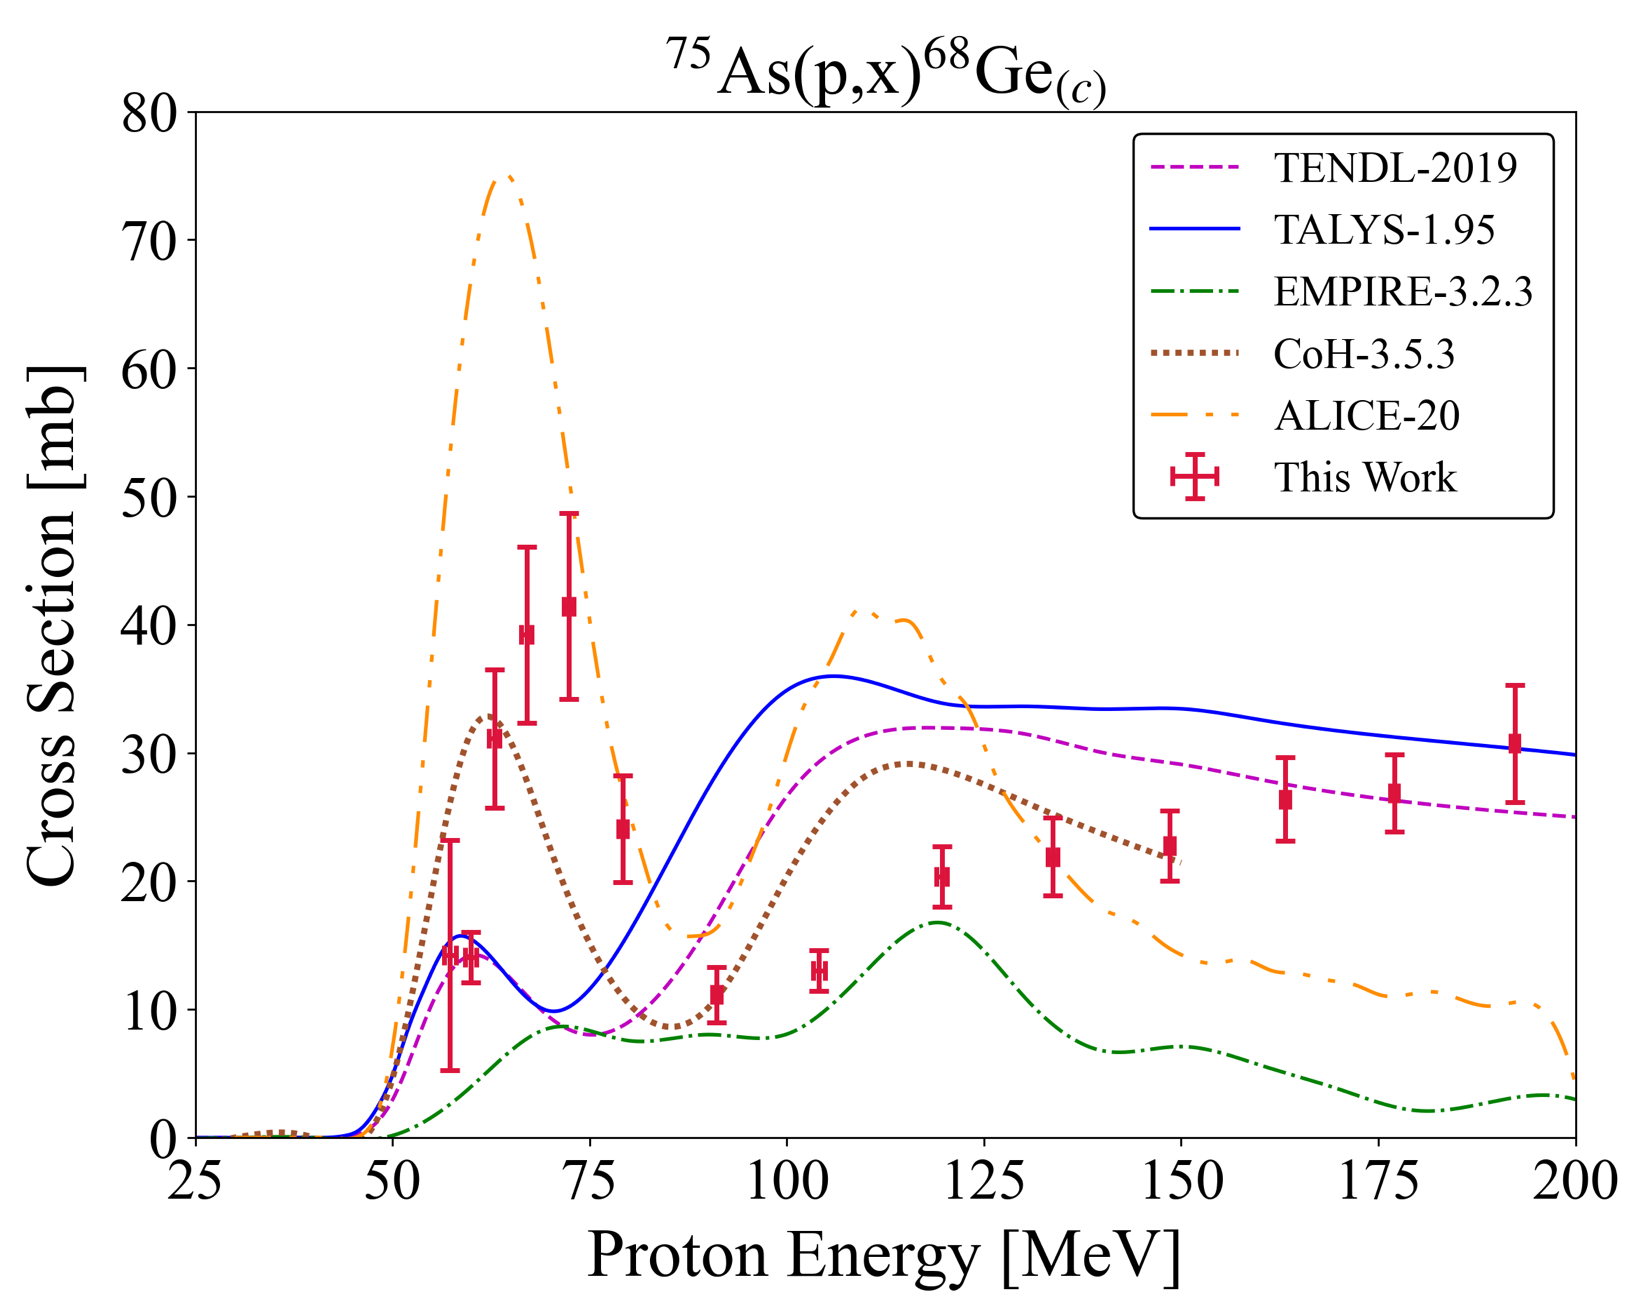 ⁷⁵As(p,x)⁶⁸Ge₍c₎
80
70
60
50
40
30
20
10
0
Cross Section [mb]
TENDL-2019
TALYS-1.95
EMPIRE-3.2.3
CoH-3.5.3
ALICE-20
This Work
25 50 75 100 125 150 175 200
Proton Energy [MeV]